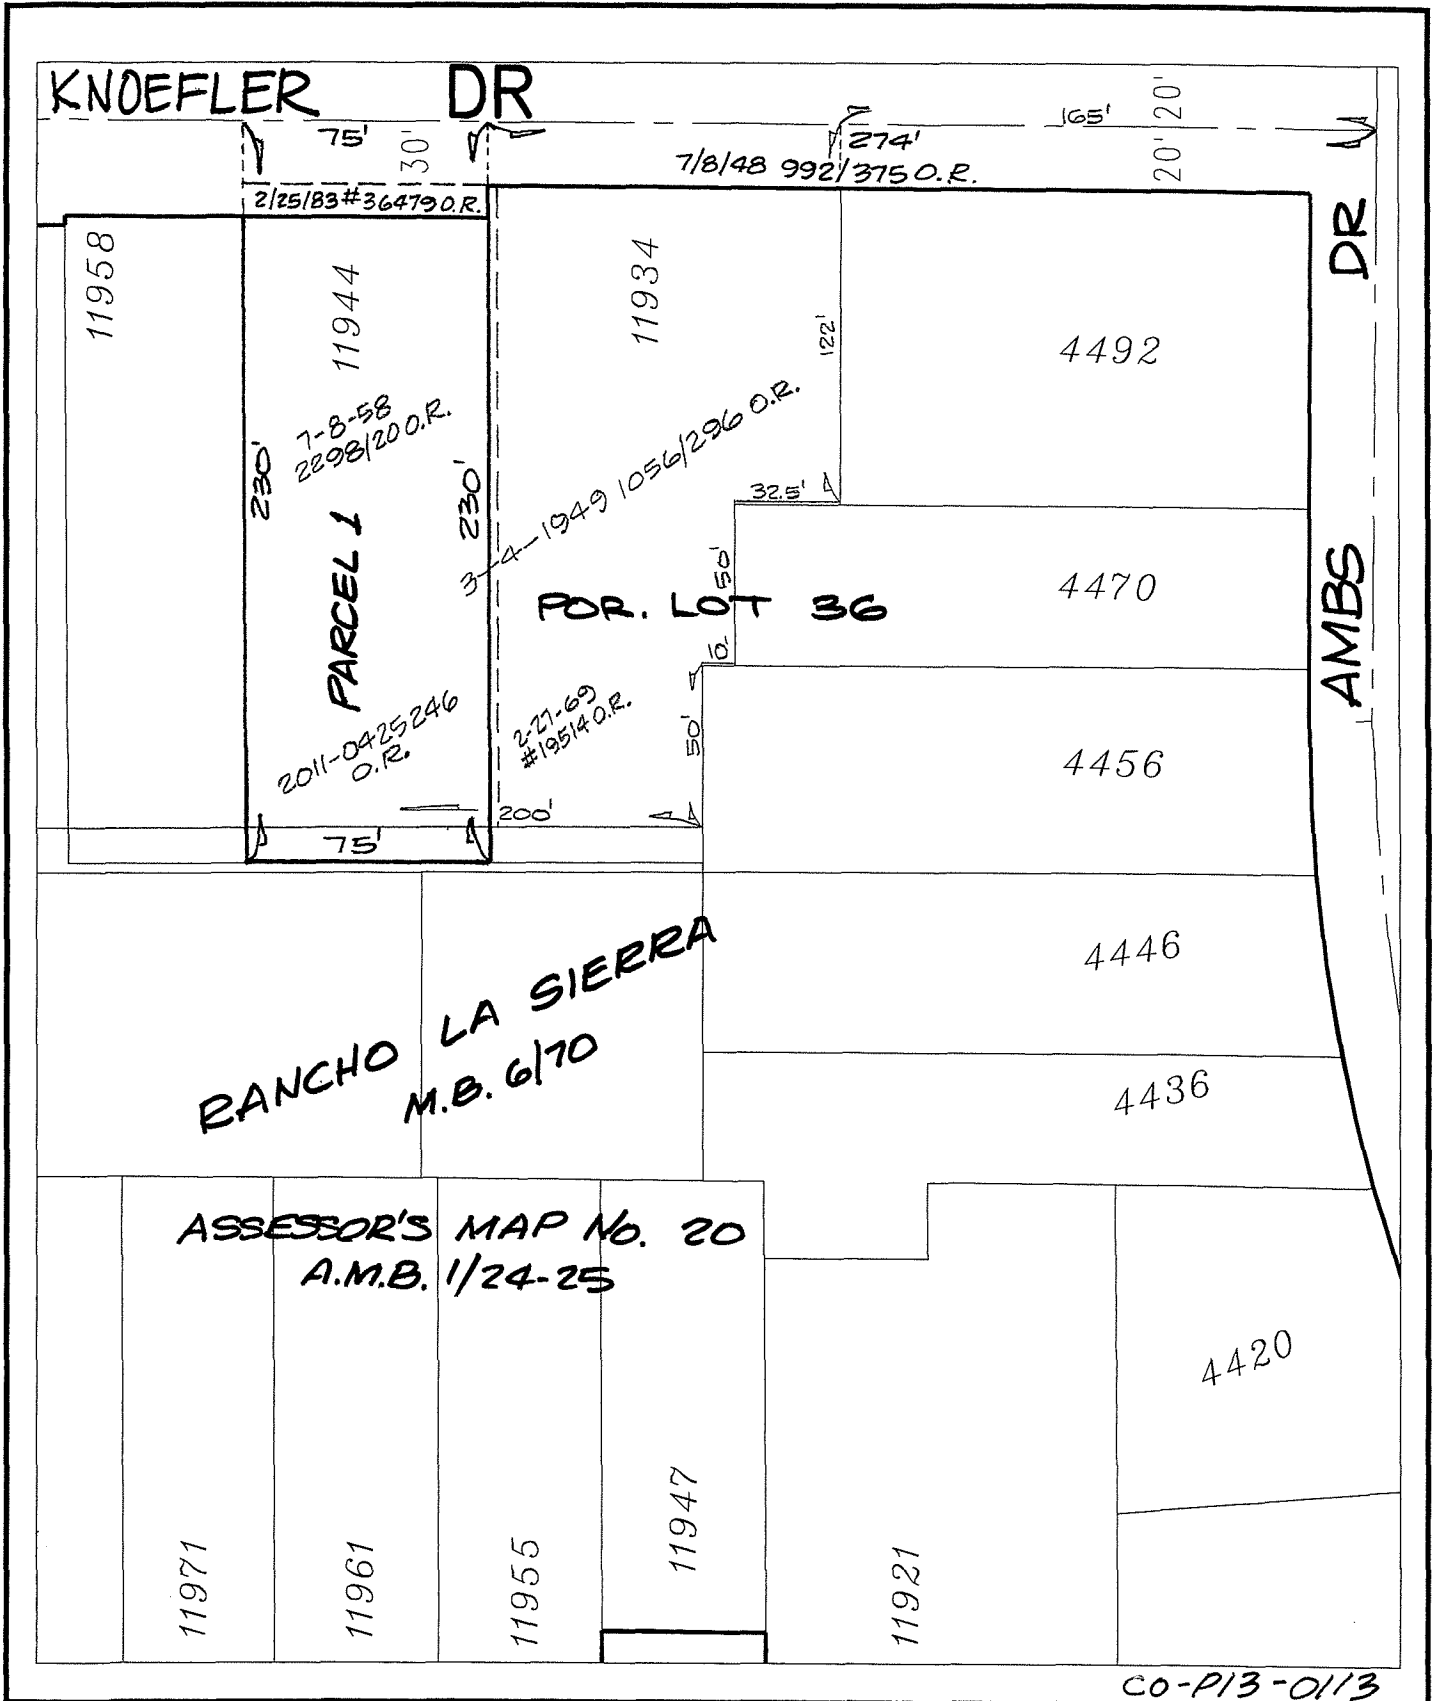 KNOEFLER DR
75'
30'
274'
165'
20'
20'
7/8/48 992/375 O.R.
2/25/83 #36479 O.R.
DR
AMBS
11958
11944
11934
4492
122'
7-8-58
2298/20 O.R.
230'
230'
3-4-1949 1056/296 O.R.
32.5'
PARCEL 1
50'
4470
POR. LOT 36
10'
2-27-69
#19514 O.R.
50'
2011-0425246
O.R.
4456
200'
75'
RANCHO LA SIERRA
M.B. 6/70
4446
4436
ASSESSOR'S MAP No. 20
A.M.B. 1/24-25
4420
11971
11961
11955
11947
11921
CO-P13-0113